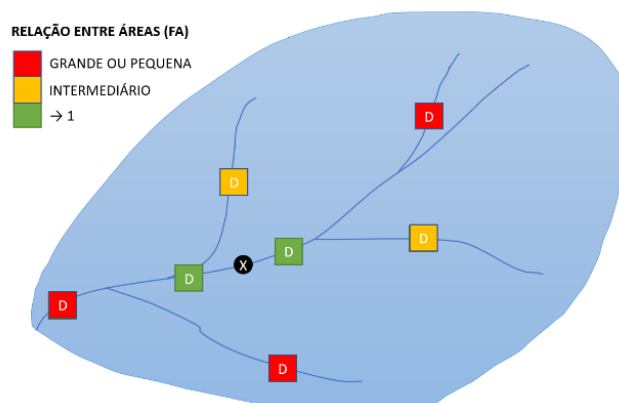 RELAÇÃO ENTRE ÁREAS (FA)
GRANDE OU PEQUENA
INTERMEDIÁRIO
→ 1
D
D
D
D
X
D
D
D